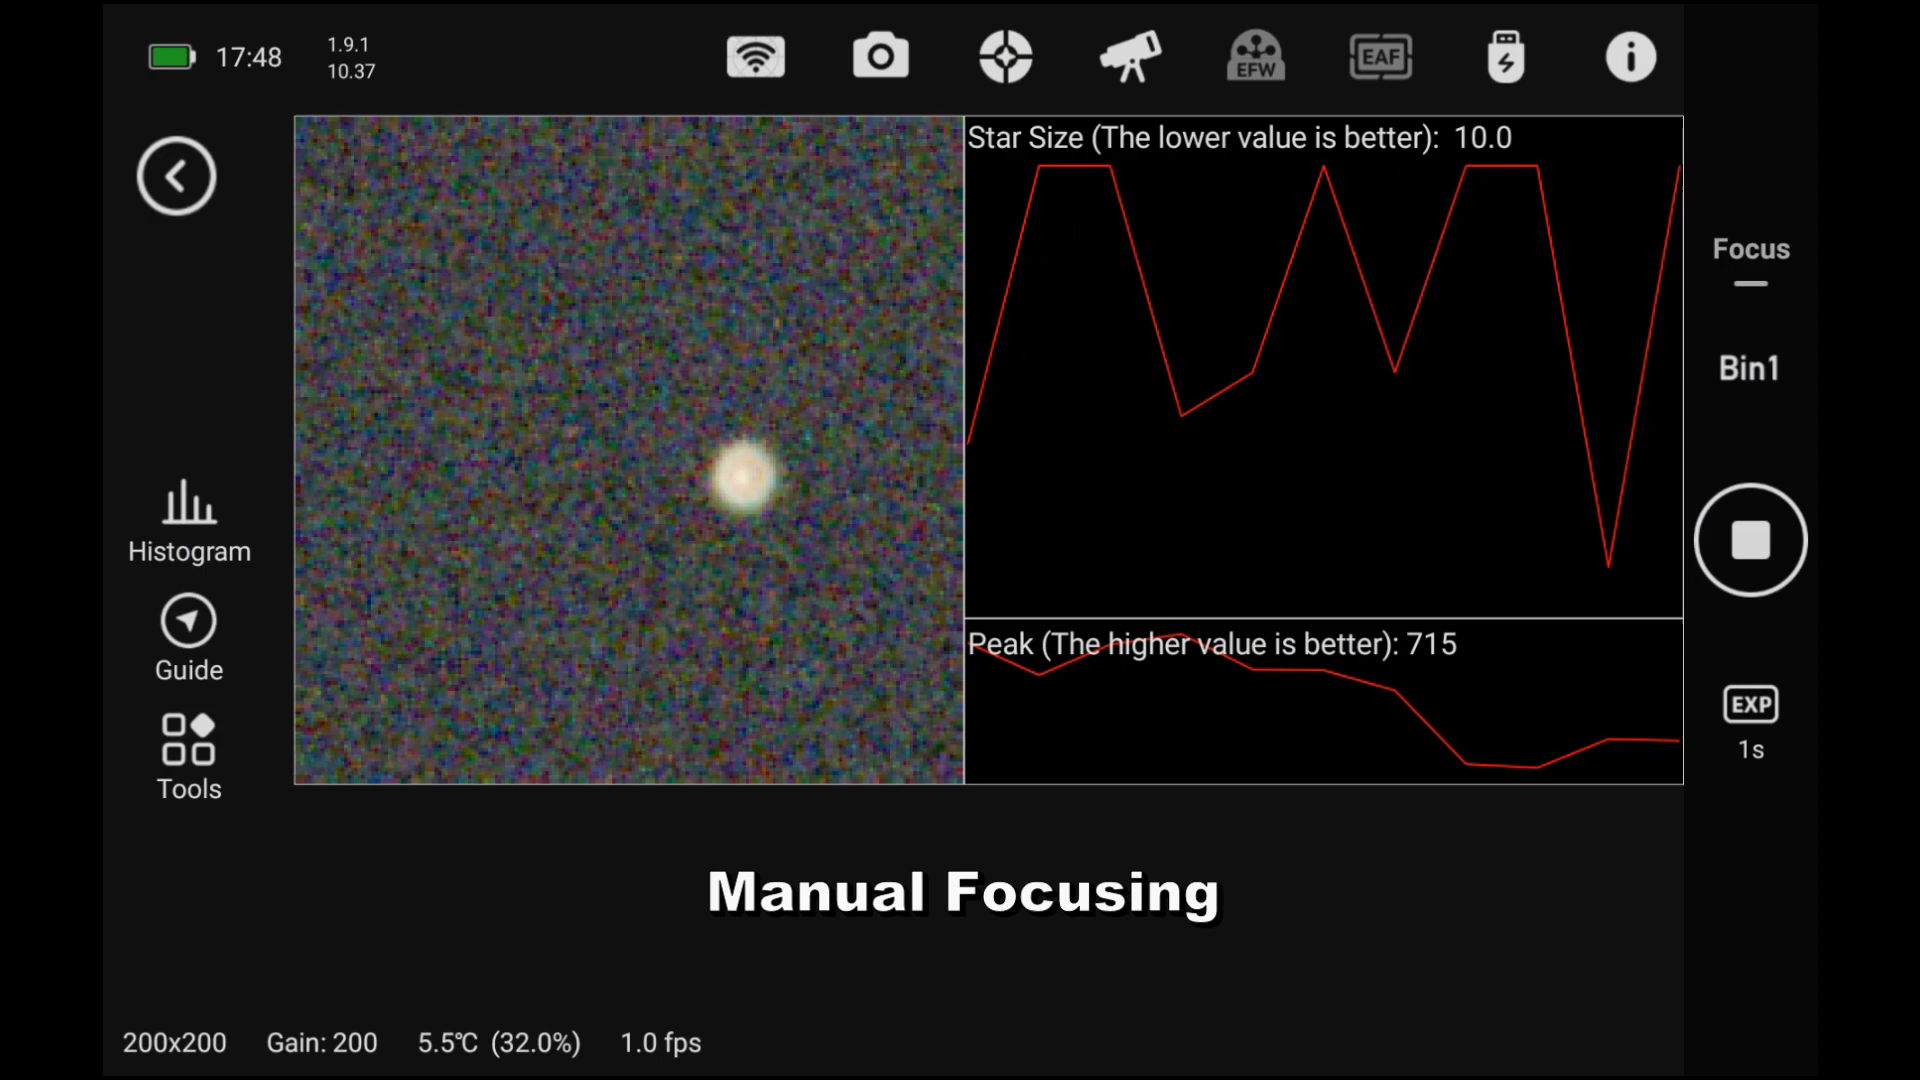 17:48
1.9.1
10.37
EFW
EAF
Star Size (The lower value is better): 10.0
Focus
Bin1
Histogram
Guide
Peak (The higher value is better): 715
EXP
1s
Tools
Manual Focusing
200x200 Gain: 200 5.5℃ (32.0%) 1.0 fps